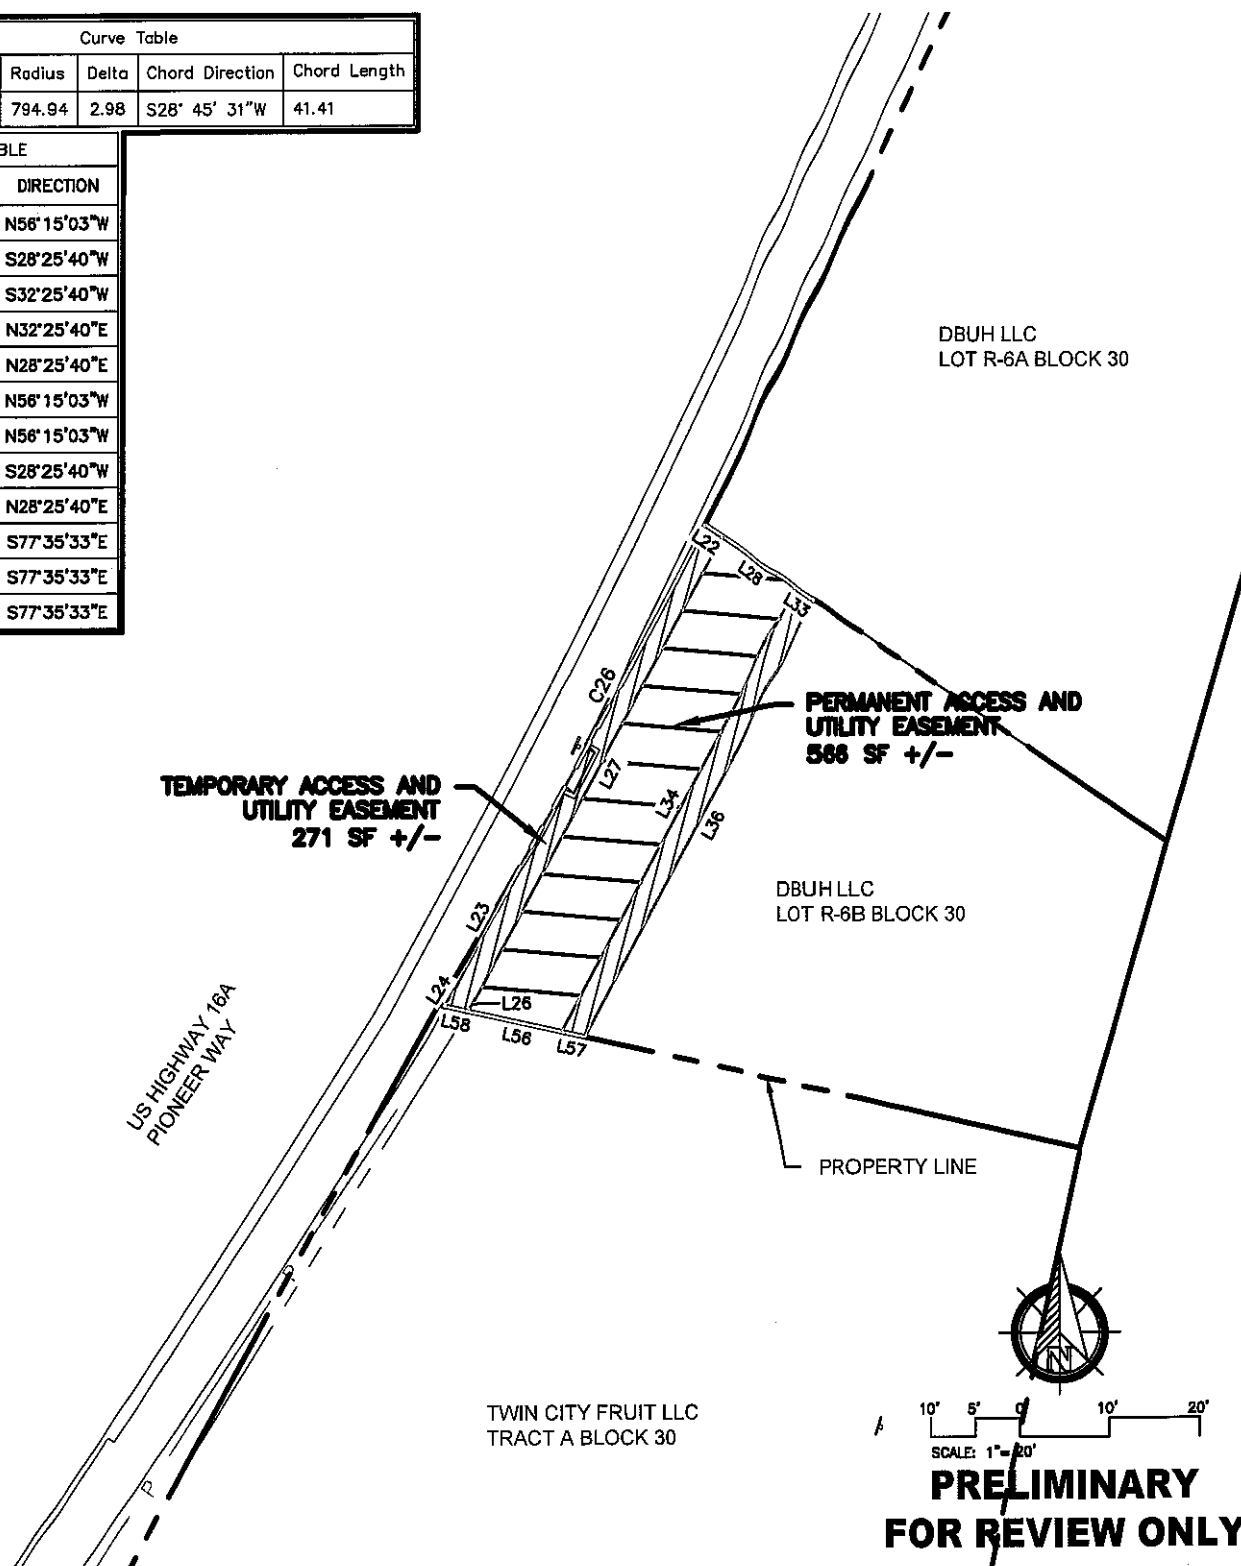 Curve Table
Radius Delta Chord Direction Chord Length
794.94 2.98 S28° 45' 31"W 41.41
BLE
DIRECTION
N56°15'03"W
S28°25'40"W
S32°25'40"W
N32°25'40"E
N28°25'40"E
N56°15'03"W
N56°15'03"W
S28°25'40"W
N28°25'40"E
S77°35'33"E
S77°35'33"E
S77°35'33"E
DBUH LLC
LOT R-6A BLOCK 30
L22
L28
L33
C26
PERMANENT ACCESS AND
UTILITY EASEMENT
566 SF +/-
L27
TEMPORARY ACCESS AND
UTILITY EASEMENT
271 SF +/-
L34
L36
DBUH LLC
LOT R-6B BLOCK 30
L23
L24
L26
L58
L56
L57
US HIGHWAY 16A
PIONEER WAY
PROPERTY LINE
P
P
N
TWIN CITY FRUIT LLC
TRACT A BLOCK 30
10' 5' 0 10' 20'
SCALE: 1"=20'
PRELIMINARY
FOR REVIEW ONLY